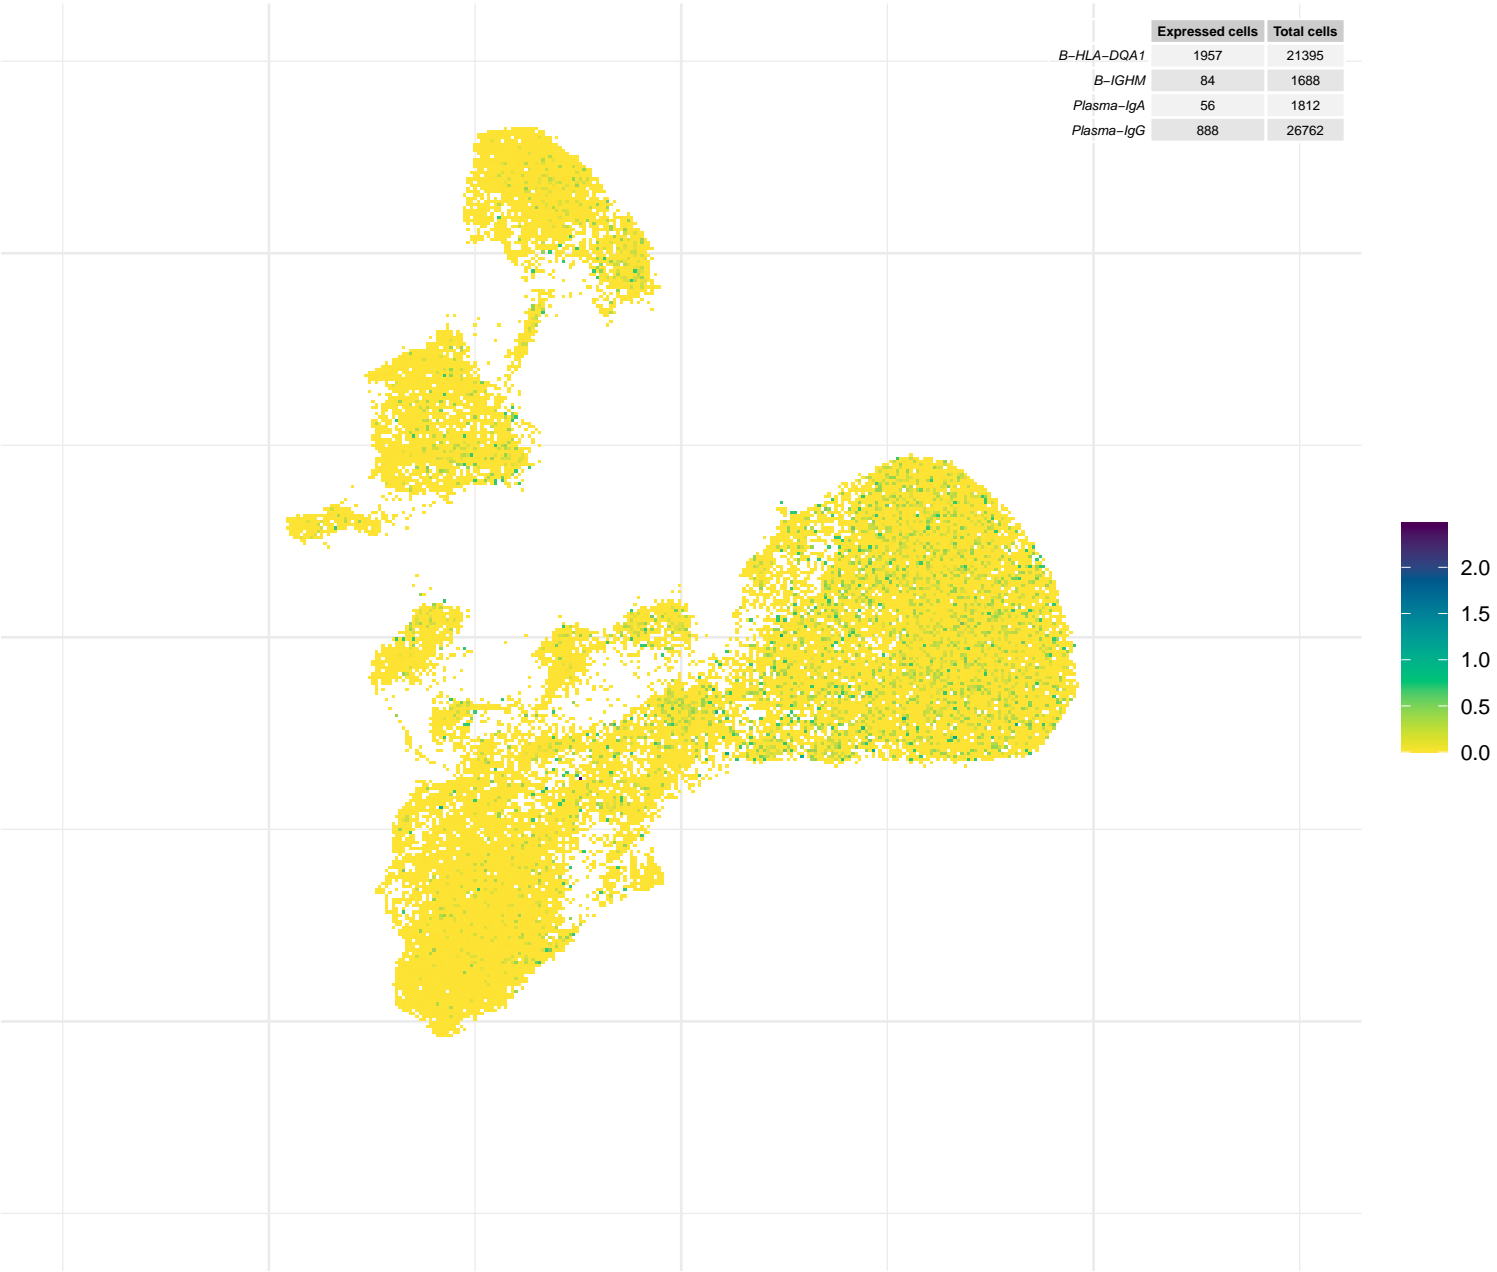 Expressed cells Total cells
B−HLA−DQA1 1957 21395
B−IGHM 84 1688
Plasma−IgA 56 1812
Plasma−IgG 888 26762
2.0
1.5
1.0
0.5
0.0